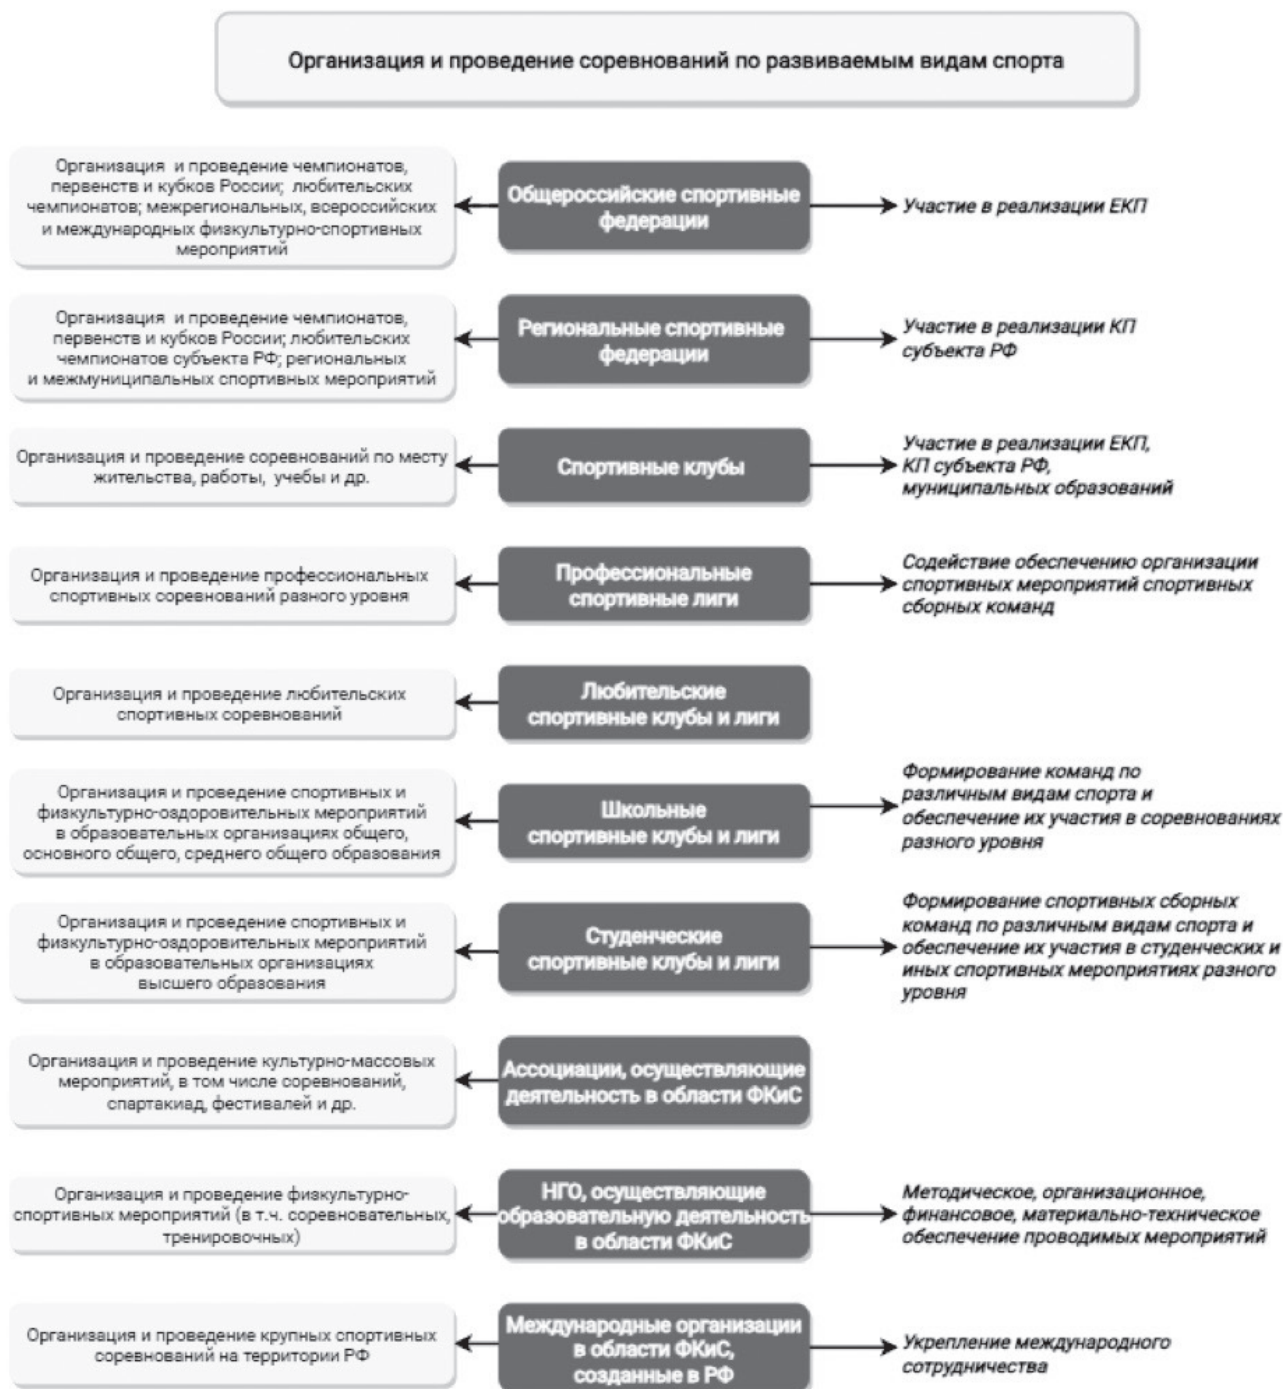 Организация и проведение соревнований по развиваемым видам спорта
Организация и проведение чемпионатов,
первенств и кубков России; любительских
чемпионатов; межрегиональных, всероссийских
и международных физкультурно-спортивных
мероприятий
Общероссийские спортивные
федерации
Участие в реализации ЕКП
Организация и проведение чемпионатов,
первенств и кубков России; любительских
чемпионатов субъекта РФ; региональных
и межмуниципальных спортивных мероприятий
Региональные спортивные
федерации
Участие в реализации КП
субъекта РФ
Организация и проведение соревнований по месту
жительства, работы, учебы и др.
Спортивные клубы
Участие в реализации ЕКП,
КП субъекта РФ,
муниципальных образований
Организация и проведение профессиональных
спортивных соревнований разного уровня
Профессиональные
спортивные лиги
Содействие обеспечению организации
спортивных мероприятий спортивных
сборных команд
Организация и проведение любительских
спортивных соревнований
Любительские
спортивные клубы и лиги
Организация и проведение спортивных и
физкультурно-оздоровительных мероприятий
в образовательных организациях общего,
основного общего, среднего общего образования
Школьные
спортивные клубы и лиги
Формирование команд по
различным видам спорта и
обеспечение их участия в соревнованиях
разного уровня
Организация и проведение спортивных и
физкультурно-оздоровительных мероприятий
в образовательных организациях
высшего образования
Студенческие
спортивные клубы и лиги
Формирование спортивных сборных
команд по различным видам спорта и
обеспечение их участия в студенческих и
иных спортивных мероприятиях разного
уровня
Организация и проведение культурно-массовых
мероприятий, в том числе соревнований,
спартакиад, фестивалей и др.
Ассоциации, осуществляющие
деятельность в области ФКиС
Организация и проведение физкультурно-
спортивных мероприятий (в т.ч. соревновательных,
тренировочных)
НГО, осуществляющие
образовательную деятельность
в области ФКиС
Методическое, организационное,
финансовое, материально-техническое
обеспечение проводимых мероприятий
Организация и проведение крупных спортивных
соревнований на территории РФ
Международные организации
в области ФКиС,
созданные в РФ
Укрепление международного
сотрудничества